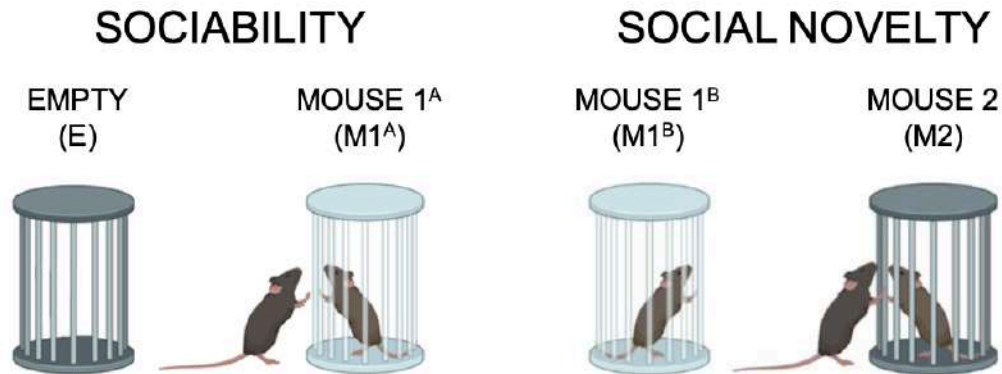 SOCIABILITY
SOCIAL NOVELTY
EMPTY
(E)
MOUSE 1ᴬ
(M1ᴬ)
MOUSE 1ᴮ
(M1ᴮ)
MOUSE 2
(M2)